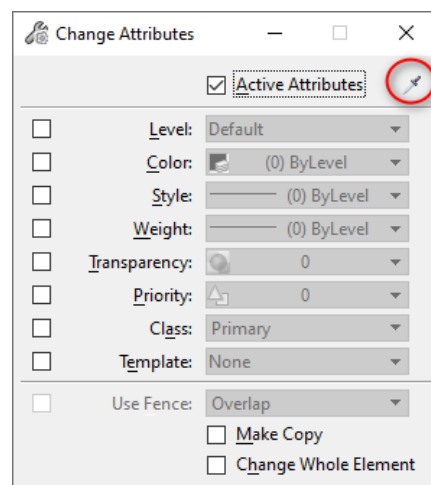 Change Attributes
Active Attributes
Level: Default
Color: (0) ByLevel
Style: (0) ByLevel
Weight: (0) ByLevel
Transparency: 0
Priority: 0
Class: Primary
Template: None
Use Fence: Overlap
Make Copy
Change Whole Element